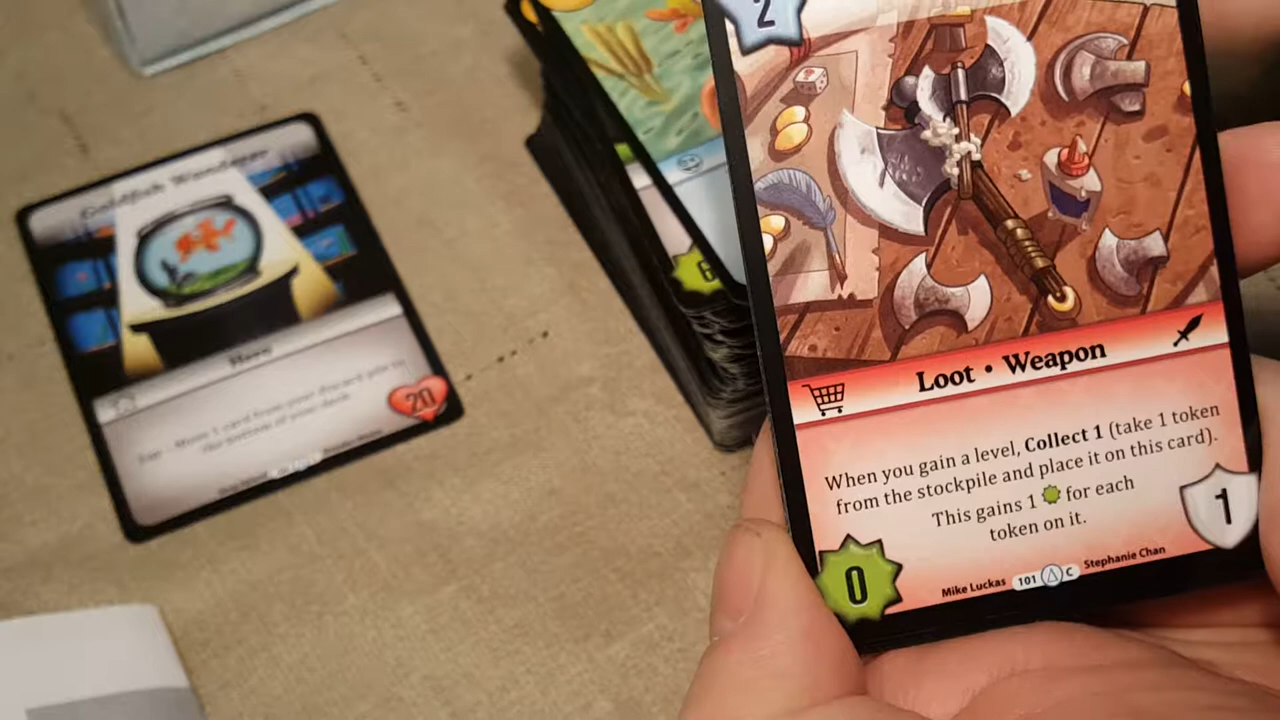 2
Loot • Weapon
When you gain a level, Collect 1 (take 1 token
from the stockpile and place it on this card).
This gains 1 for each
token on it.
0
1
Mike Luckas 101 C Stephanie Chan
6
Hero
20